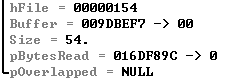 hFile = 00000154
Buffer = 009DBEF7 -> 00
Size = 54.
pBytesRead = 016DF89C -> 0
pOverlapped = NULL